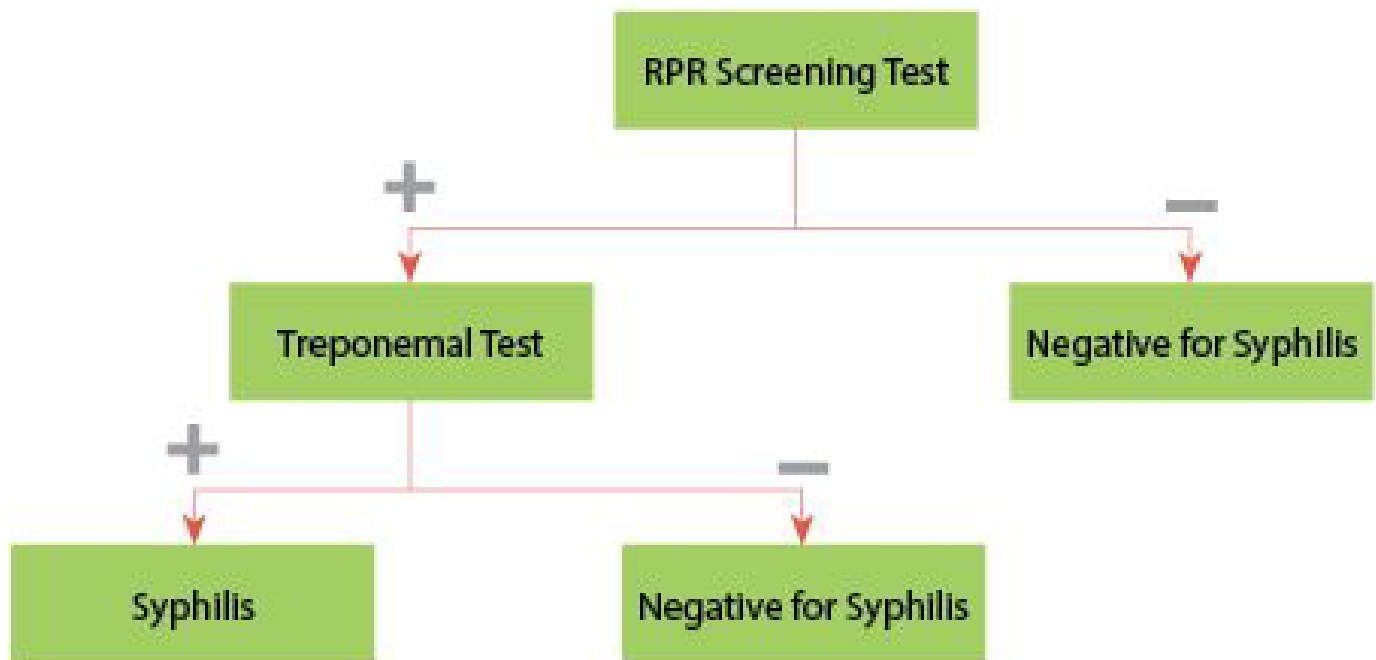 RPR Screening Test
+
−
Treponemal Test
Negative for Syphilis
+
−
Syphilis
Negative for Syphilis